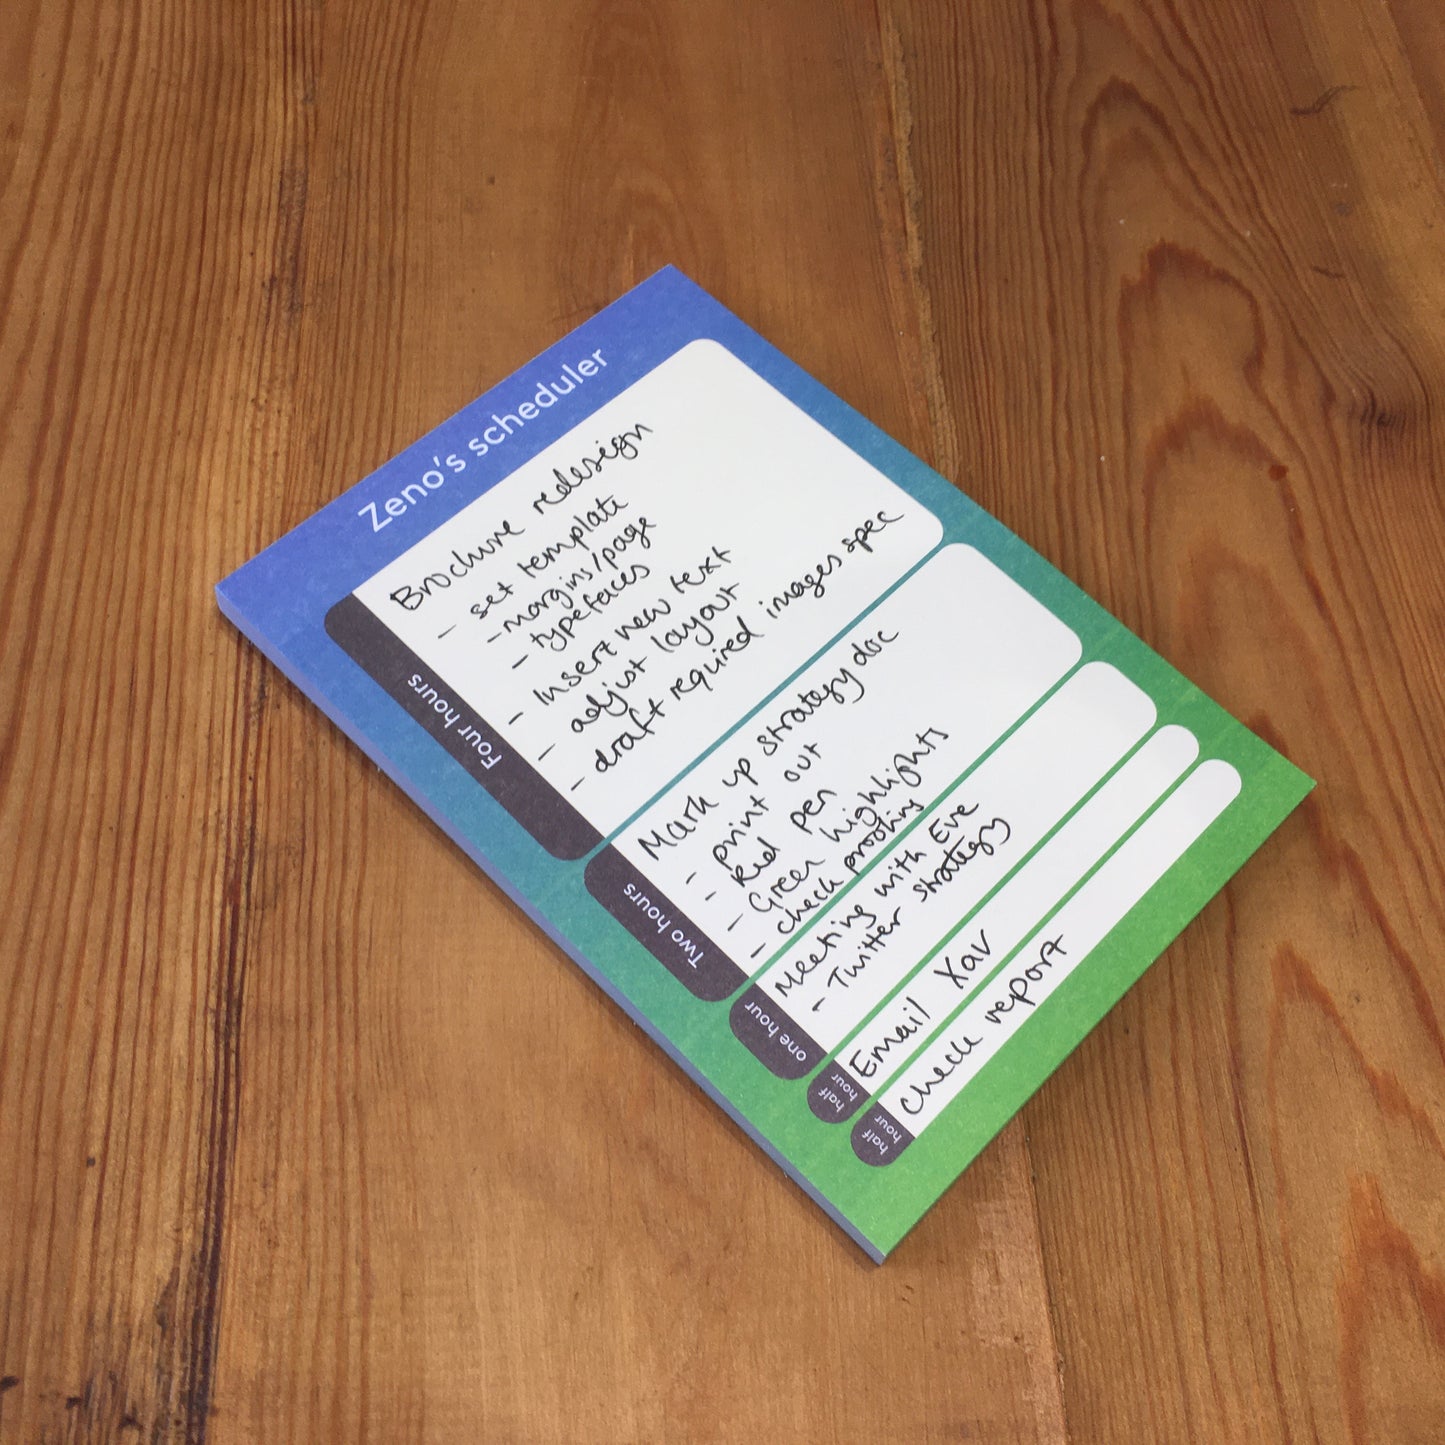 Zeno's scheduler
Four hours
Brochure redesign
- set template
- margins/page
- typefaces
- Insert new text
- adjust layout
- draft required images spec
Two hours
Mark up strategy doc
- print out
- Red pen
- Green highlights
- check proofing
one hour
Meeting with Eve
- Twitter strategy
half
hour
Email Xav
half
hour
check report